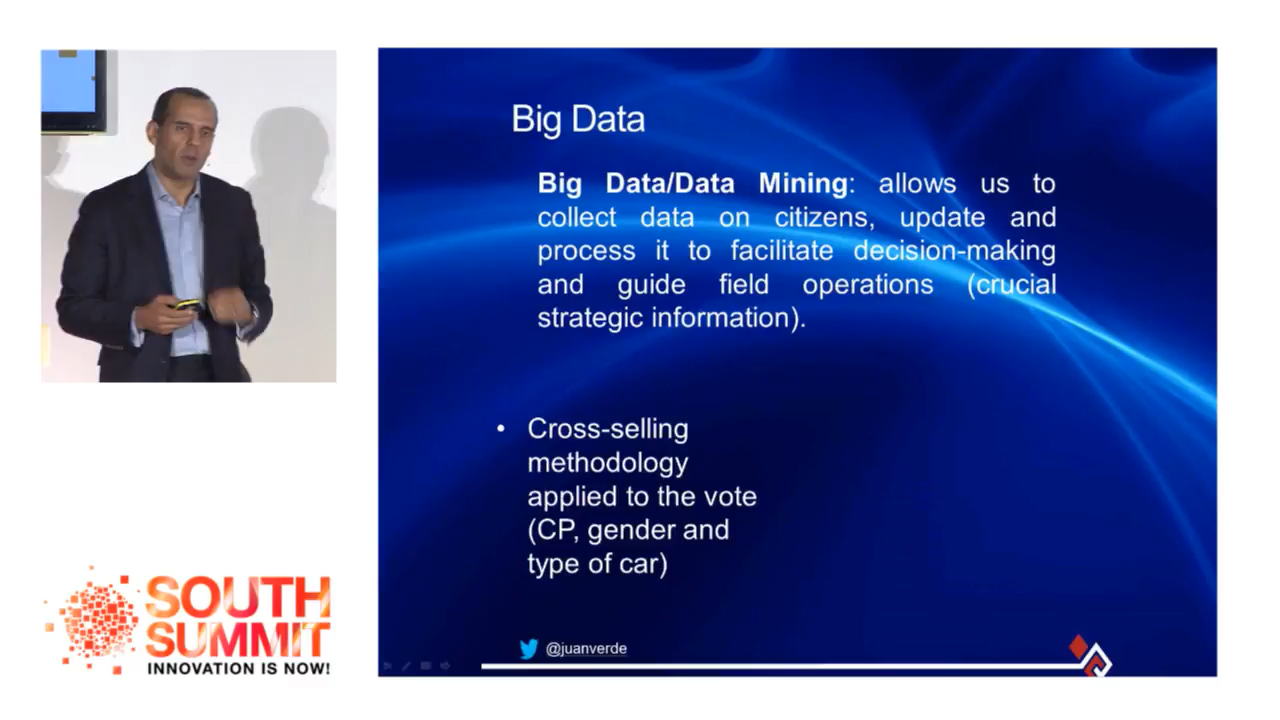 Big Data
Big Data/Data Mining: allows us to
collect data on citizens, update and
process it to facilitate decision-making
and guide field operations (crucial
strategic information).
• Cross-selling
methodology
applied to the vote
(CP, gender and
type of car)
@juanverde
SOUTH
SUMMIT
INNOVATION IS NOW!